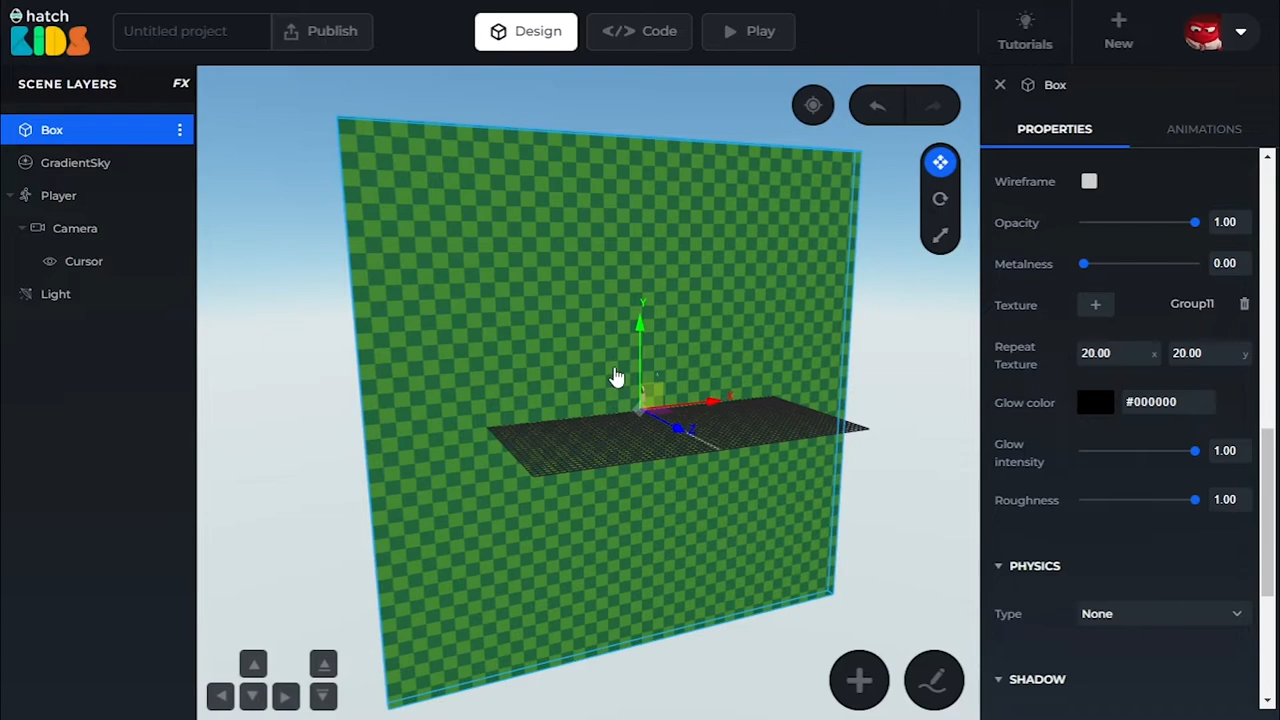 hatch
KIDS
Untitled project
Publish
Design
</> Code
Play
Tutorials
New
SCENE LAYERS
FX
Box
GradientSky
Player
Camera
Cursor
Light
Y
X
Z
Box
PROPERTIES
ANIMATIONS
Wireframe
Opacity
1.00
Metalness
0.00
Texture
+
Group11
Repeat
Texture
20.00 x
20.00 y
Glow color
#000000
Glow
intensity
1.00
Roughness
1.00
PHYSICS
Type
None
SHADOW